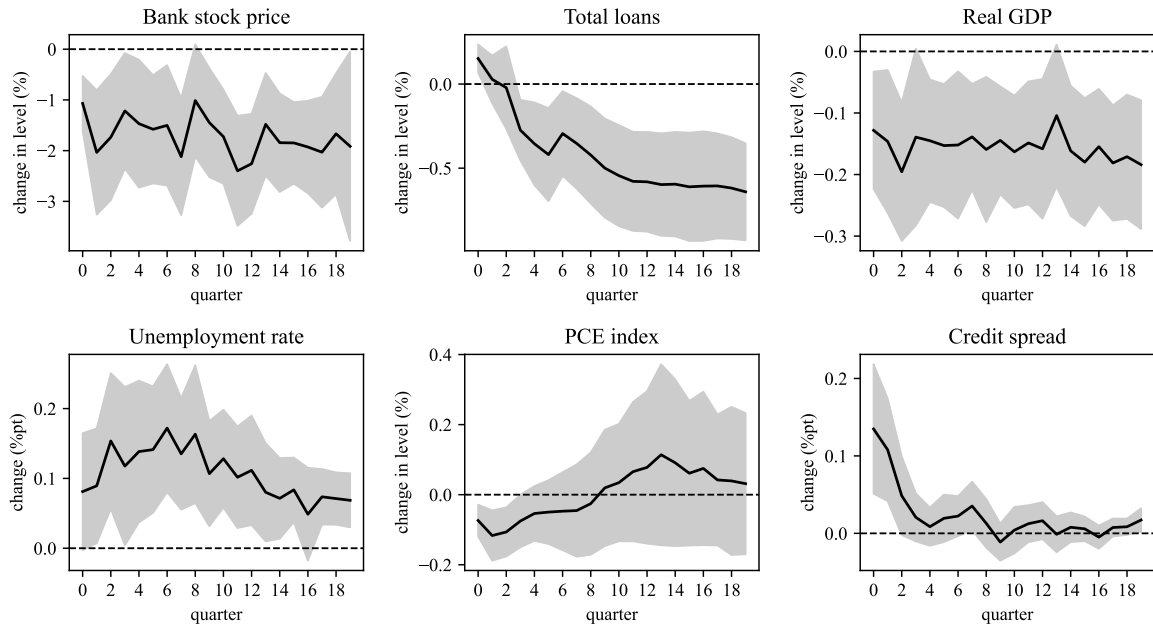 Bank stock price
change in level (%)
0
−1
−2
−3
0 2 4 6 8 10 12 14 16 18
quarter
Total loans
change in level (%)
0.0
−0.5
0 2 4 6 8 10 12 14 16 18
quarter
Real GDP
change in level (%)
0.0
−0.1
−0.2
−0.3
0 2 4 6 8 10 12 14 16 18
quarter
Unemployment rate
change (%pt)
0.2
0.1
0.0
0 2 4 6 8 10 12 14 16 18
quarter
PCE index
change in level (%)
0.4
0.2
0.0
−0.2
0 2 4 6 8 10 12 14 16 18
quarter
Credit spread
change (%pt)
0.2
0.1
0.0
0 2 4 6 8 10 12 14 16 18
quarter